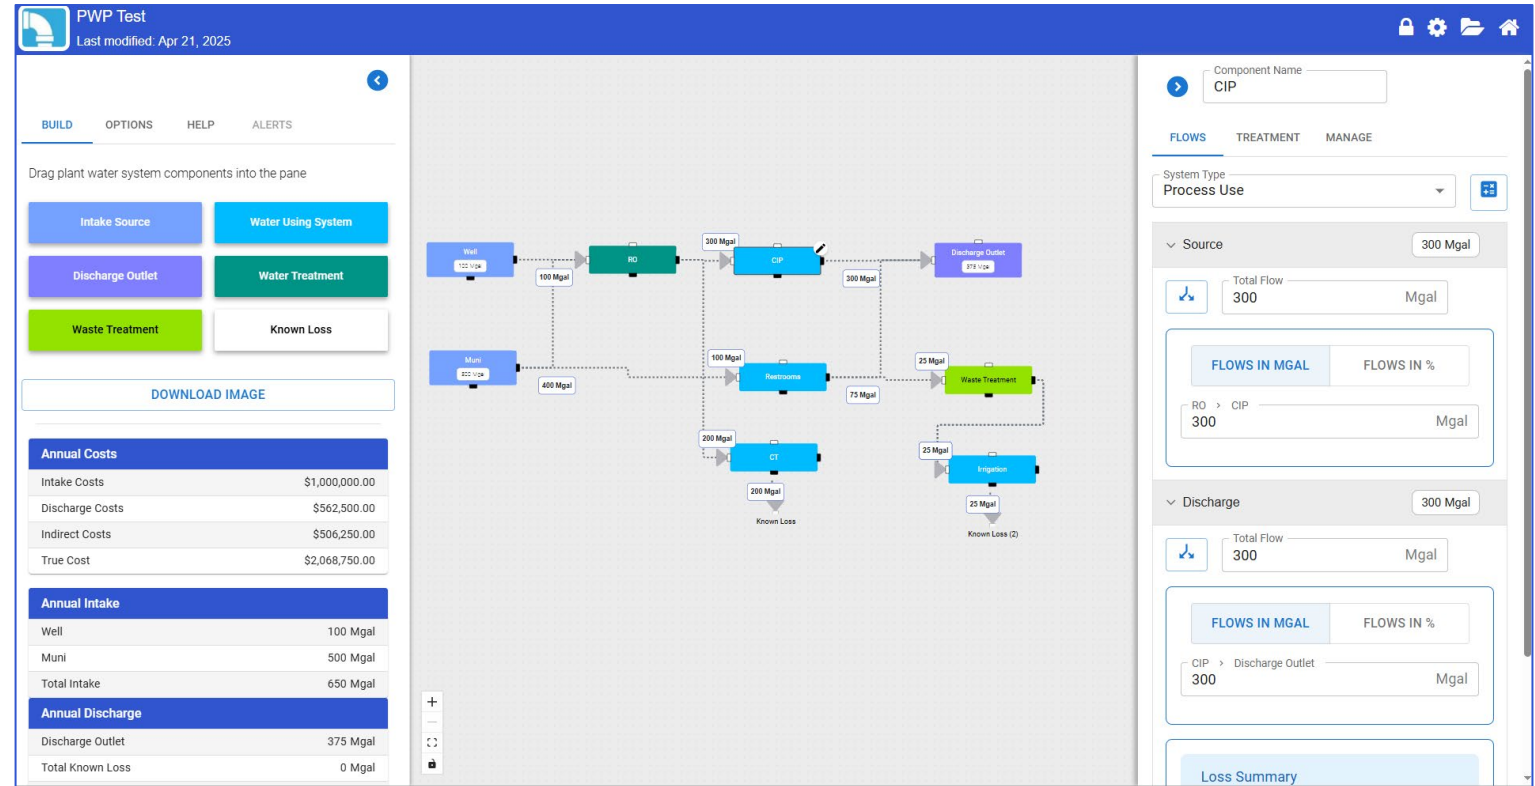 PWP Test
Last modified: Apr 21, 2025
BUILD OPTIONS HELP ALERTS
Drag plant water system components into the pane
Intake Source Water Using System
Discharge Outlet Water Treatment
Waste Treatment Known Loss
DOWNLOAD IMAGE
Annual Costs
Intake Costs $1,000,000.00
Discharge Costs $562,500.00
Indirect Costs $506,250.00
True Cost $2,068,750.00
Annual Intake
Well 100 Mgal
Muni 500 Mgal
Total Intake 650 Mgal
Annual Discharge
Discharge Outlet 375 Mgal
Total Known Loss 0 Mgal
Well
100 Mgal
RO
300 Mgal
CIP
Discharge Outlet
375 Mgal
300 Mgal
Muni
400 Mgal
100 Mgal
Restrooms
75 Mgal
25 Mgal
Waste Treatment
200 Mgal
CT
200 Mgal
Known Loss
25 Mgal
Irrigation
25 Mgal
Known Loss (2)
Component Name
CIP
FLOWS TREATMENT MANAGE
System Type
Process Use
Source 300 Mgal
Total Flow
300 Mgal
FLOWS IN MGAL FLOWS IN %
RO > CIP
300 Mgal
Discharge 300 Mgal
Total Flow
300 Mgal
FLOWS IN MGAL FLOWS IN %
CIP > Discharge Outlet
300 Mgal
Loss Summary